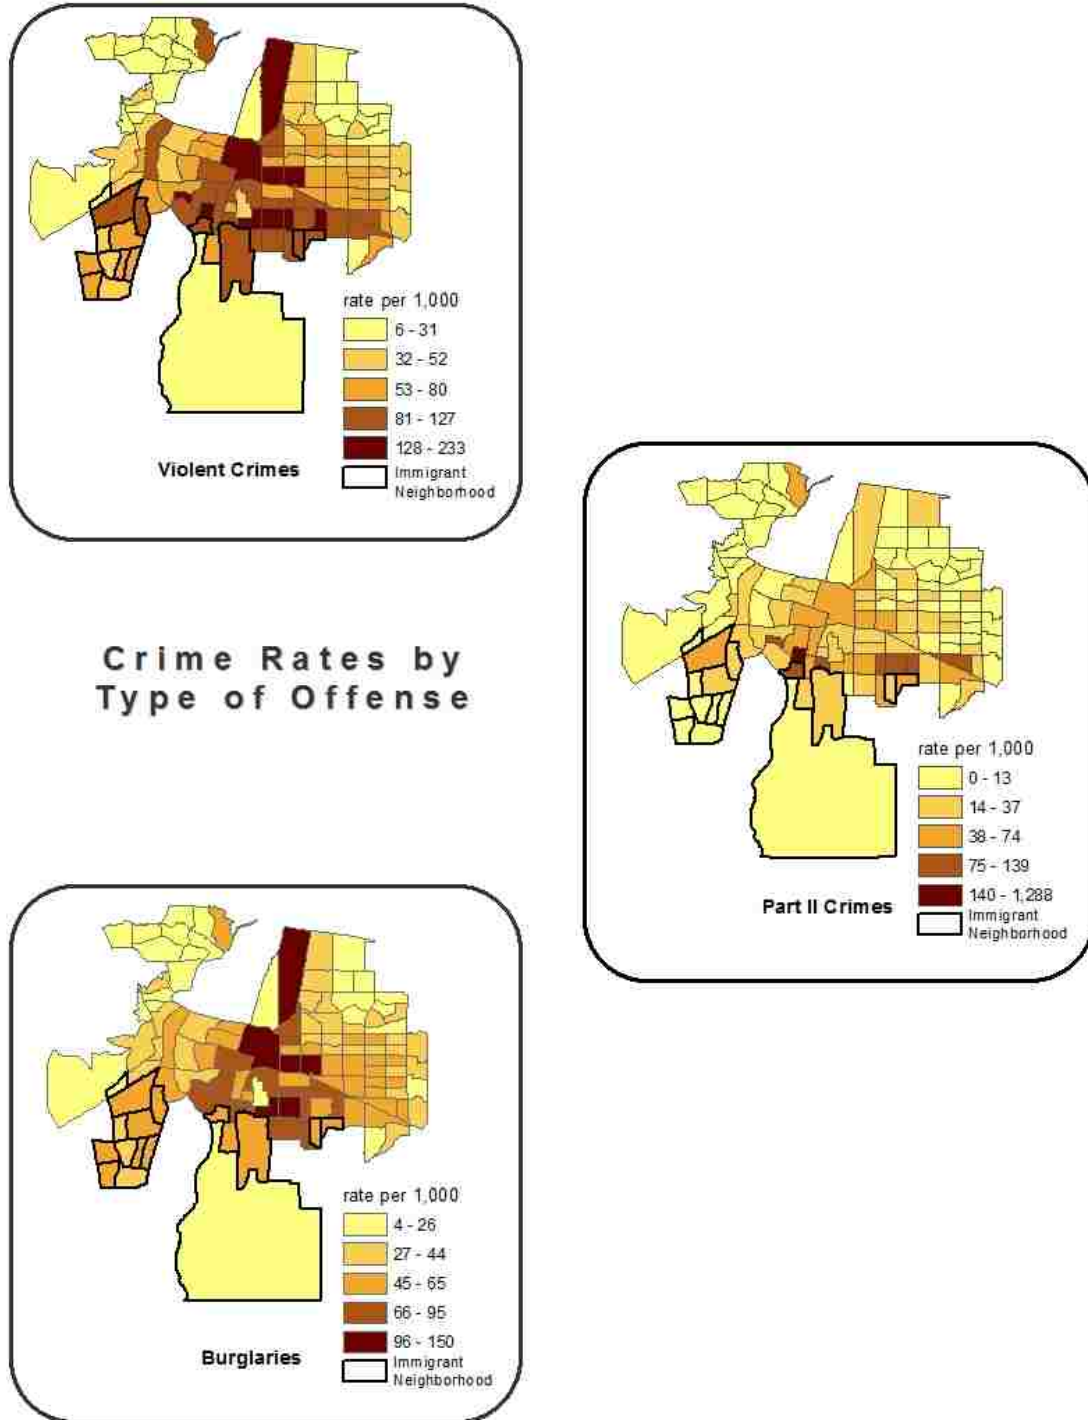 rate per 1,000
6 - 31
32 - 52
53 - 80
81 - 127
128 - 233
Immigrant
Neighborhood
Violent Crimes
Crime Rates by
Type of Offense
rate per 1,000
0 - 13
14 - 37
38 - 74
75 - 139
140 - 1,288
Immigrant
Neighborhood
Part II Crimes
rate per 1,000
4 - 26
27 - 44
45 - 65
66 - 95
96 - 150
Immigrant
Neighborhood
Burglaries